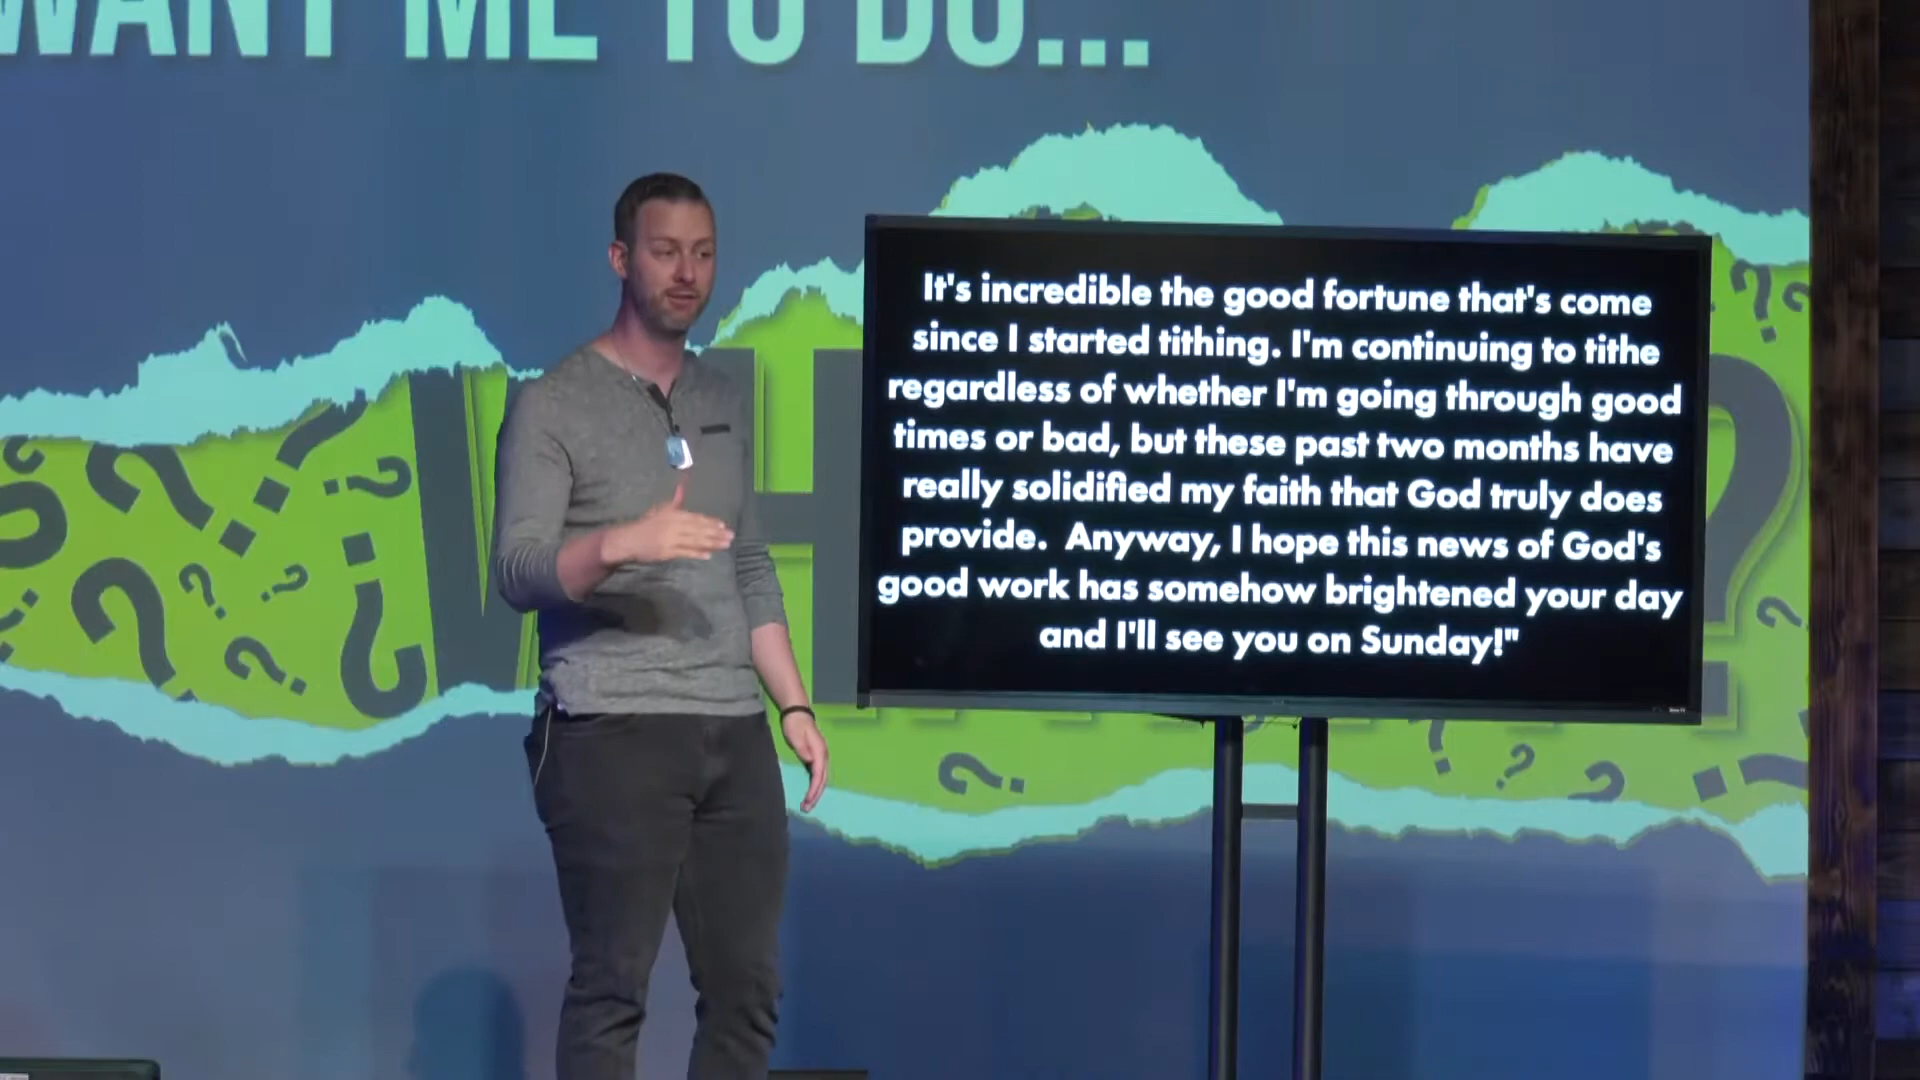 WANT ME TO DO...
WH ?
It's incredible the good fortune that's come
since I started tithing. I'm continuing to tithe
regardless of whether I'm going through good
times or bad, but these past two months have
really solidified my faith that God truly does
provide.  Anyway, I hope this news of God's
good work has somehow brightened your day
and I'll see you on Sunday!"